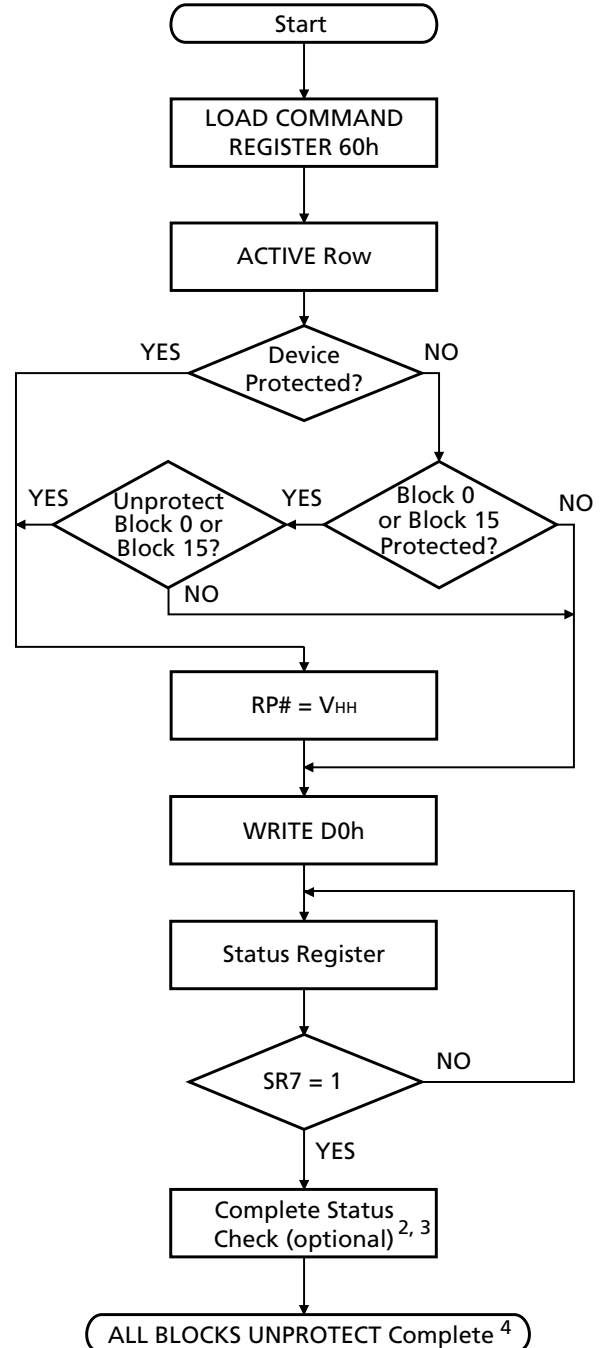 Start
LOAD COMMAND
REGISTER 60h
ACTIVE Row
YES
Device
Protected?
NO
YES
Unprotect
Block 0 or
Block 15?
YES
Block 0
or Block 15
Protected?
NO
NO
RP# = VHH
WRITE D0h
Status Register
SR7 = 1
NO
YES
Complete Status
Check (optional) 2, 3
ALL BLOCKS UNPROTECT Complete 4